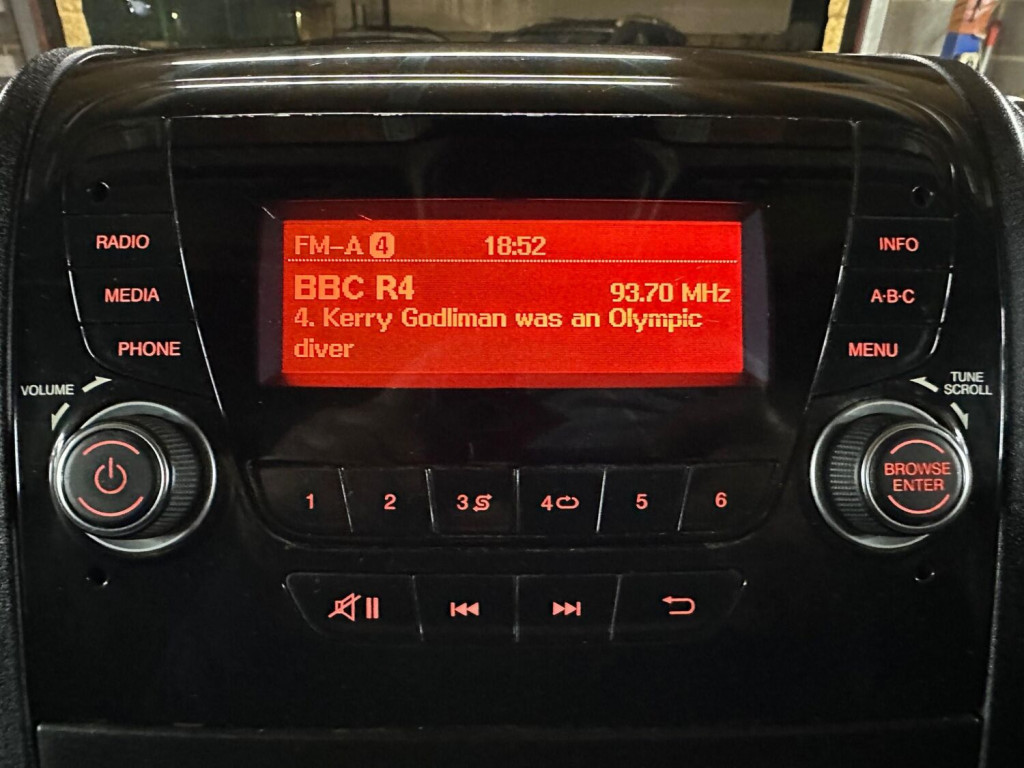 FM-A 4 18:52
BBC R4 93.70 MHz
4. Kerry Godliman was an Olympic
diver
RADIO
MEDIA
PHONE
VOLUME
INFO
A·B·C
MENU
TUNE
SCROLL
BROWSE
ENTER
1 2 3 4 5 6